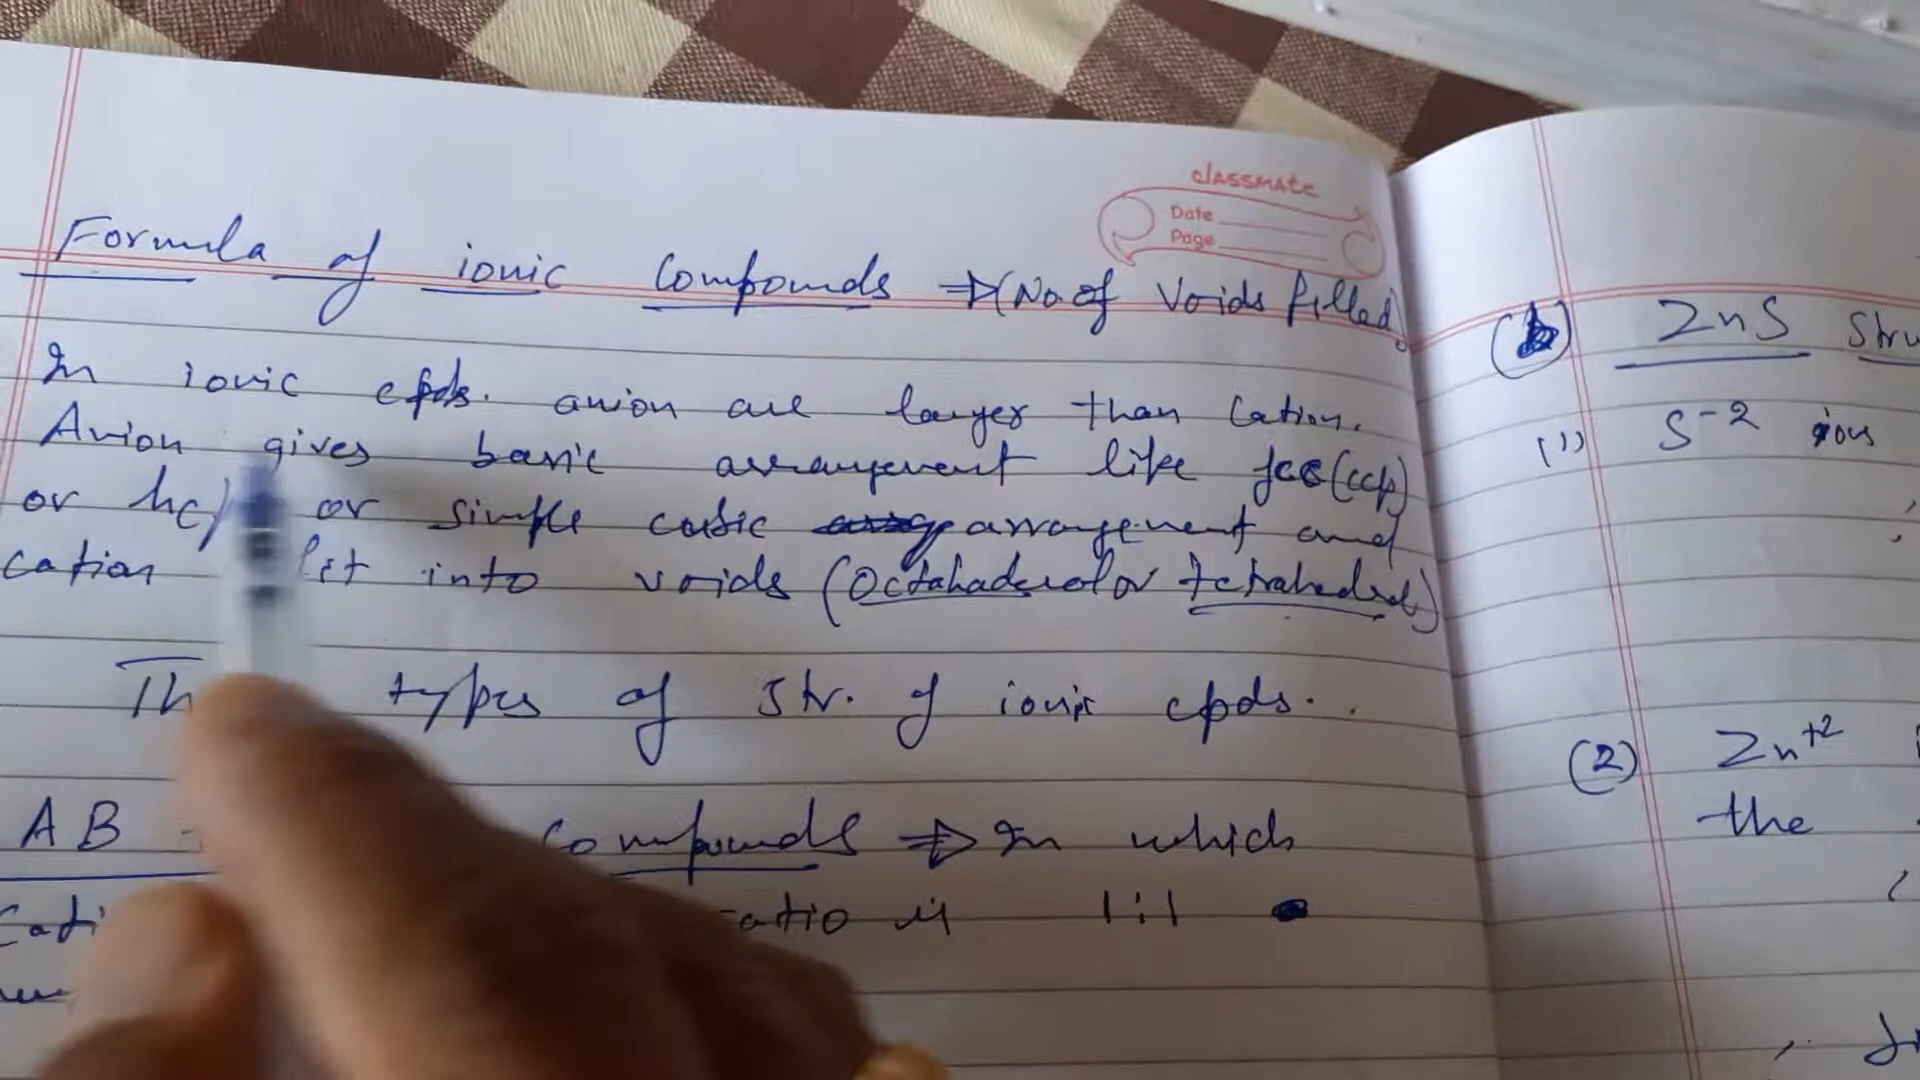 classmate
Date
Page
Formula of ionic Compounds ⇒ (No of Voids filled)
In ionic cpds. anion are larger than Cation.
Anion gives basic arrangement like fcc (ccp)
or hcp or simple cubic arrangement and
cation fit into voids (Octahaderal or tetrahedral)
types of Str. of ionic cpds.
AB Compounds ⇒ In which
ratio is 1:1
(b) ZnS
(1) S-2 ions
(2) Zn+2
the